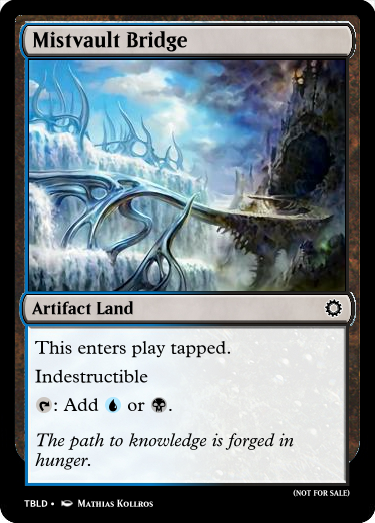 Mistvault Bridge
Artifact Land
This enters play tapped.
Indestructible
: Add or .
The path to knowledge is forged in
hunger.
(NOT FOR SALE)
TBLD • Mathias Kollros